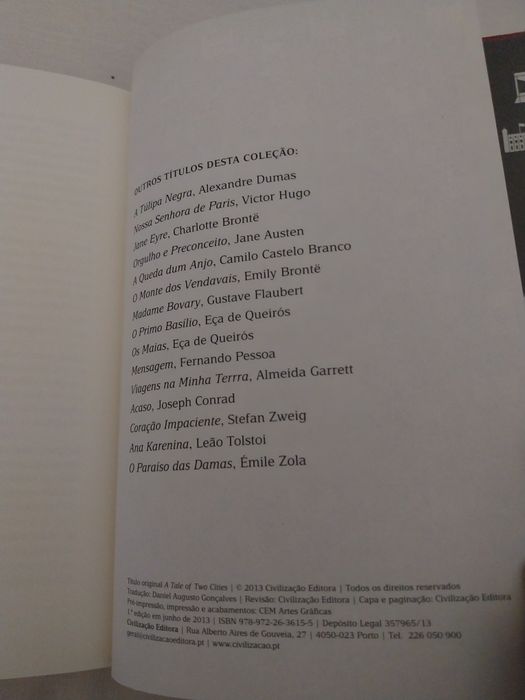 OUTROS TÍTULOS DESTA COLEÇÃO:
A Túlipa Negra, Alexandre Dumas
Nossa Senhora de Paris, Victor Hugo
Jane Eyre, Charlotte Brontë
Orgulho e Preconceito, Jane Austen
A Queda dum Anjo, Camilo Castelo Branco
O Monte dos Vendavais, Emily Brontë
Madame Bovary, Gustave Flaubert
O Primo Basílio, Eça de Queirós
Os Maias, Eça de Queirós
Mensagem, Fernando Pessoa
Viagens na Minha Terrra, Almeida Garrett
Acaso, Joseph Conrad
Coração Impaciente, Stefan Zweig
Ana Karenina, Leão Tolstoi
O Paraíso das Damas, Émile Zola
Título original A Tale of Two Cities | © 2013 Civilização Editora | Todos os direitos reservados
Tradução: Daniel Augusto Gonçalves | Revisão: Civilização Editora | Capa e paginação: Civilização Editora
Pré-impressão, impressão e acabamentos: CEM Artes Gráficas
1.ª edição em junho de 2013 | ISBN 978-972-26-3615-5 | Depósito Legal 357965/13
Civilização Editora | Rua Alberto Aires de Gouveia, 27 | 4050-023 Porto | Tel. 226 050 900
geral@civilizacaoeditora.pt | www.civilizacao.pt